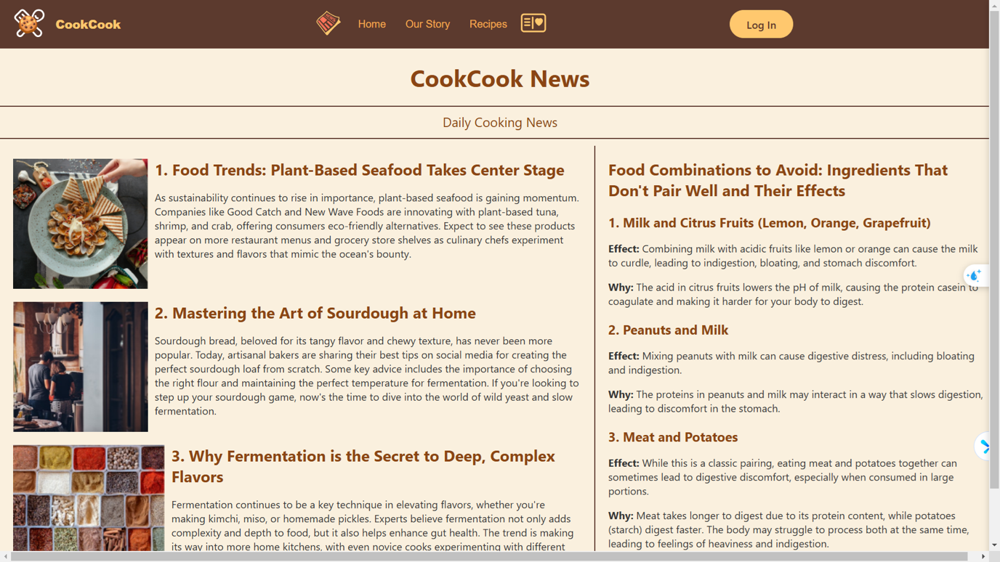 CookCook
Home
Our Story
Recipes
Log In
CookCook News
Daily Cooking News
1. Food Trends: Plant-Based Seafood Takes Center Stage
As sustainability continues to rise in importance, plant-based seafood is gaining momentum.
Companies like Good Catch and New Wave Foods are innovating with plant-based tuna,
shrimp, and crab, offering consumers eco-friendly alternatives. Expect to see these products
appear on more restaurant menus and grocery store shelves as culinary chefs experiment
with textures and flavors that mimic the ocean's bounty.
2. Mastering the Art of Sourdough at Home
Sourdough bread, beloved for its tangy flavor and chewy texture, has never been more
popular. Today, artisanal bakers are sharing their best tips on social media for creating the
perfect sourdough loaf from scratch. Some key advice includes the importance of choosing
the right flour and maintaining the perfect temperature for fermentation. If you're looking to
step up your sourdough game, now's the time to dive into the world of wild yeast and slow
fermentation.
3. Why Fermentation is the Secret to Deep, Complex
Flavors
Fermentation continues to be a key technique in elevating flavors, whether you're
making kimchi, miso, or homemade pickles. Experts believe fermentation not only adds
complexity and depth to food, but it also helps enhance gut health. The trend is making
its way into more home kitchens, with even novice cooks experimenting with different
Food Combinations to Avoid: Ingredients That
Don't Pair Well and Their Effects
1. Milk and Citrus Fruits (Lemon, Orange, Grapefruit)
Effect: Combining milk with acidic fruits like lemon or orange can cause the milk
to curdle, leading to indigestion, bloating, and stomach discomfort.
Why: The acid in citrus fruits lowers the pH of milk, causing the protein casein to
coagulate and making it harder for your body to digest.
2. Peanuts and Milk
Effect: Mixing peanuts with milk can cause digestive distress, including bloating
and indigestion.
Why: The proteins in peanuts and milk may interact in a way that slows digestion,
leading to discomfort in the stomach.
3. Meat and Potatoes
Effect: While this is a classic pairing, eating meat and potatoes together can
sometimes lead to digestive discomfort, especially when consumed in large
portions.
Why: Meat takes longer to digest due to its protein content, while potatoes
(starch) digest faster. The body may struggle to process both at the same time,
leading to feelings of heaviness and indigestion.